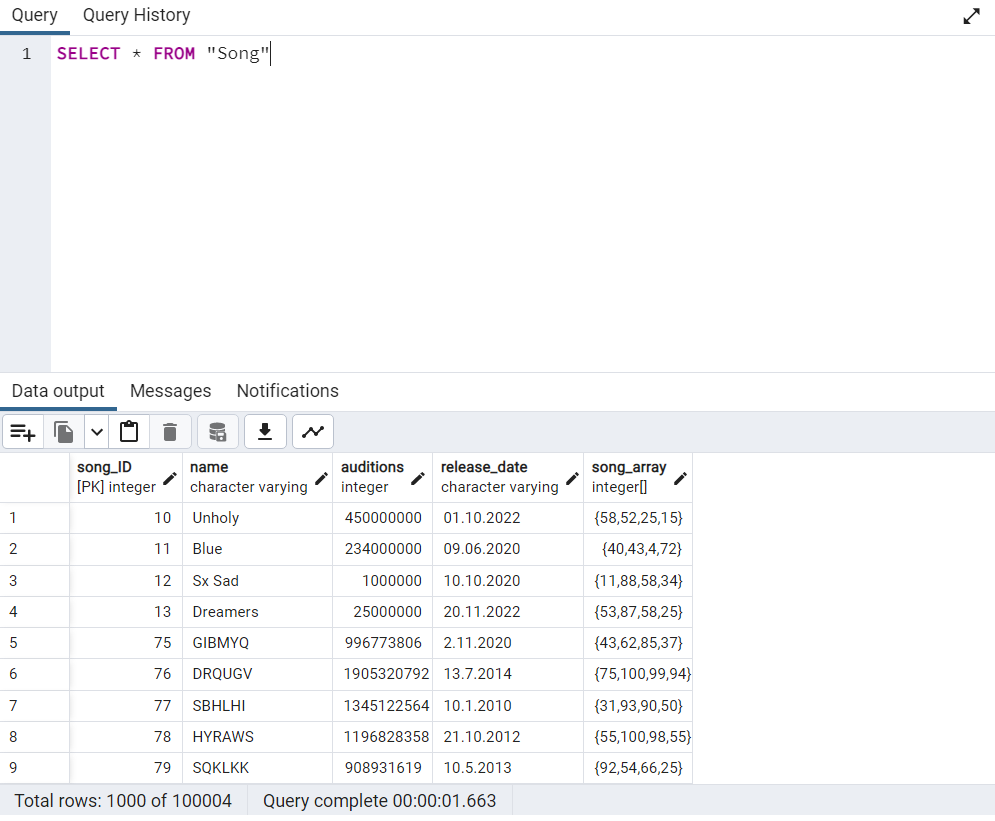 Query Query History
1 SELECT * FROM "Song"
Data output Messages Notifications
song_ID name auditions release_date song_array
[PK] integer character varying integer character varying integer[]
1 10 Unholy 450000000 01.10.2022 {58,52,25,15}
2 11 Blue 234000000 09.06.2020 {40,43,4,72}
3 12 Sx Sad 1000000 10.10.2020 {11,88,58,34}
4 13 Dreamers 25000000 20.11.2022 {53,87,58,25}
5 75 GIBMYQ 996773806 2.11.2020 {43,62,85,37}
6 76 DRQUGV 1905320792 13.7.2014 {75,100,99,94}
7 77 SBHLHI 1345122564 10.1.2010 {31,93,90,50}
8 78 HYRAWS 1196828358 21.10.2012 {55,100,98,55}
9 79 SQKLKK 908931619 10.5.2013 {92,54,66,25}
Total rows: 1000 of 100004 Query complete 00:00:01.663